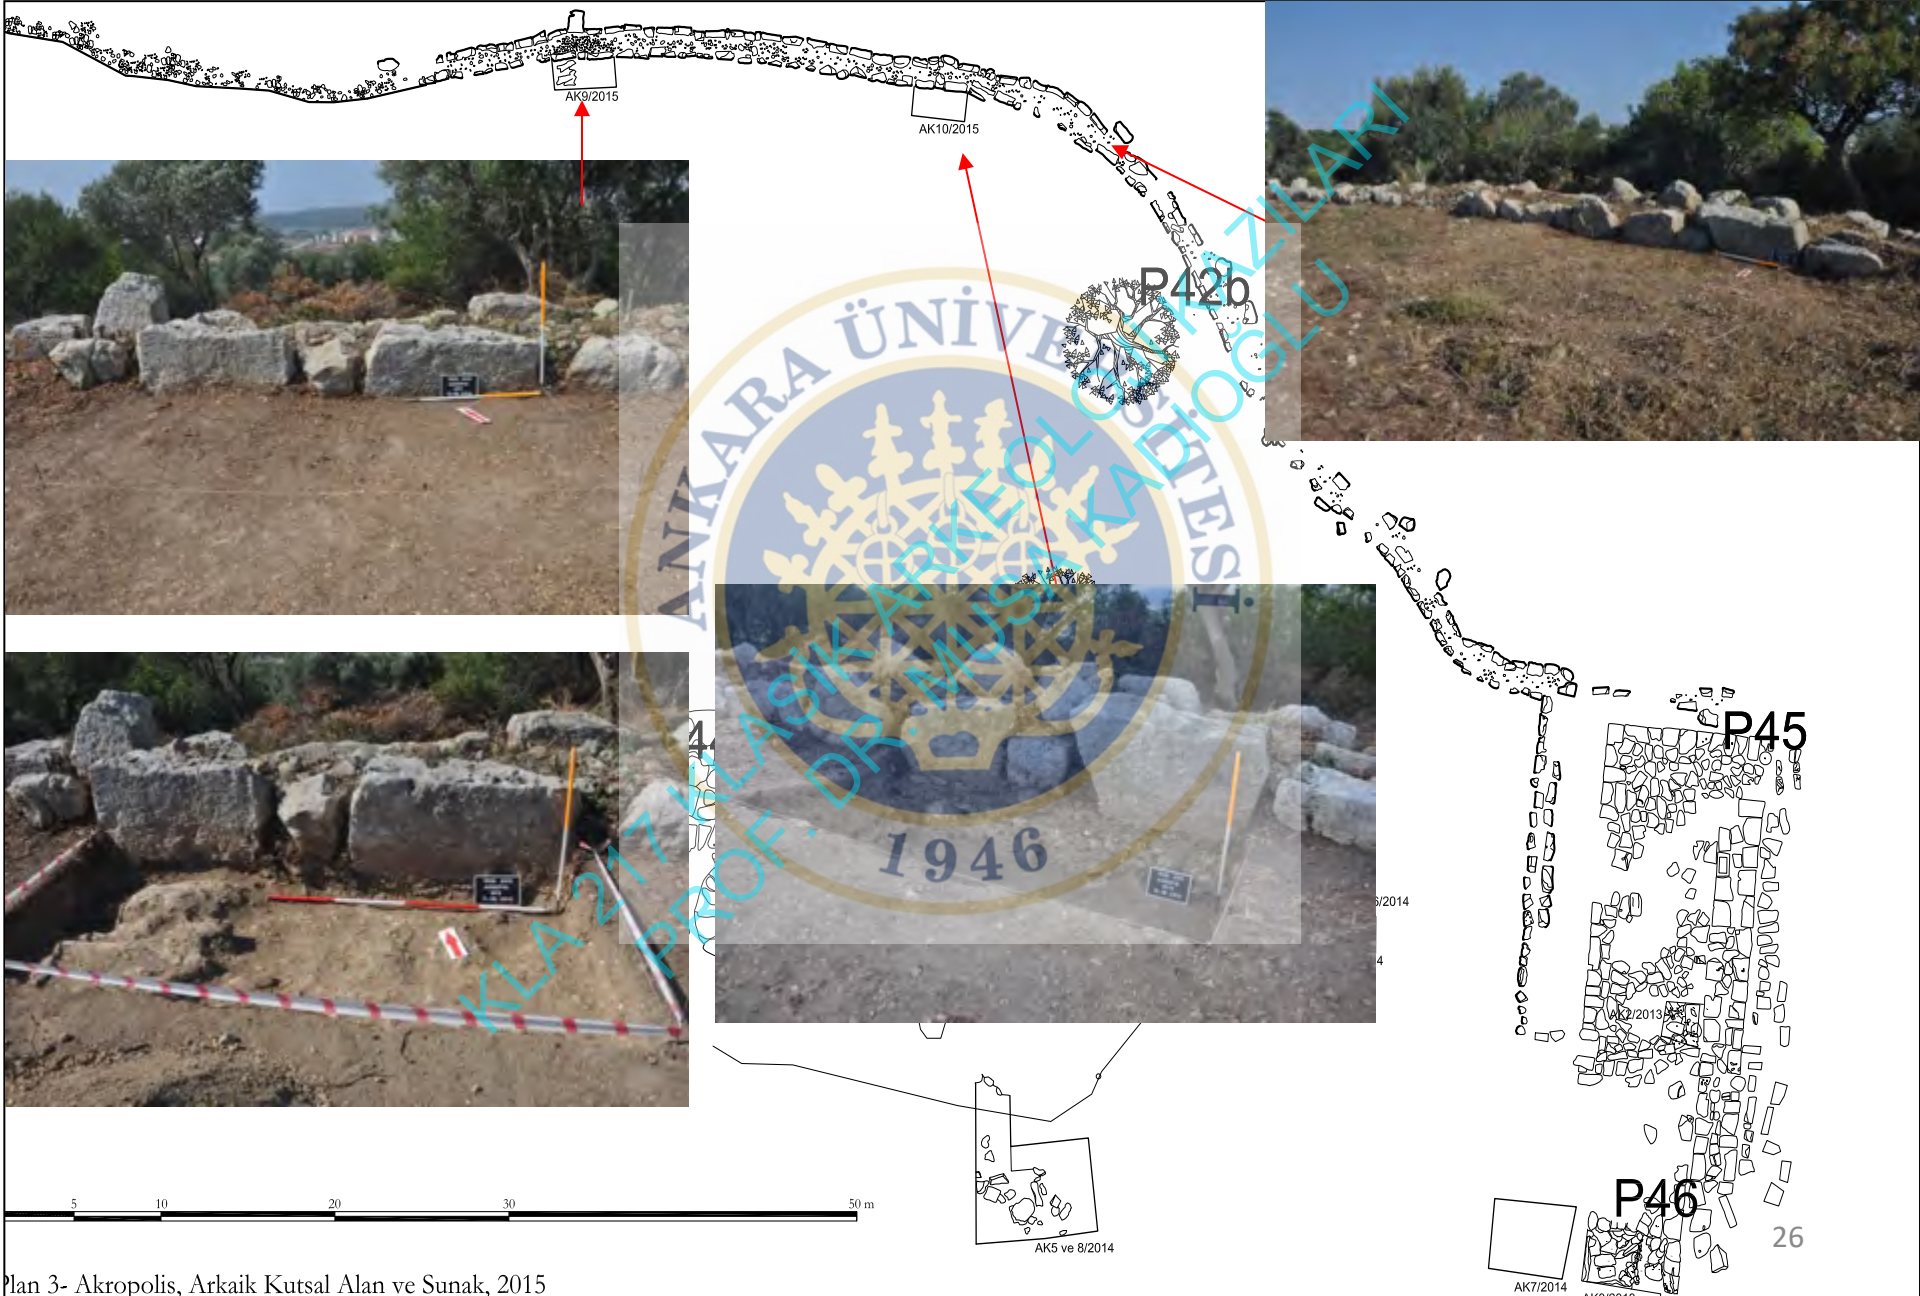 AK9/2015
AK10/2015
P42b
ANKARA ÜNİVERSİTESİ
1946
KLA 217 KLASİK ARKEOLOJİ KAZILARI
PROF. DR. MUSA KADIOĞLU
P45
6/2014
4
AK2/2013
P46
AK5 ve 8/2014
AK7/2014
5 10 20 30 50 m
26
Plan 3- Akropolis, Arkaik Kutsal Alan ve Sunak, 2015